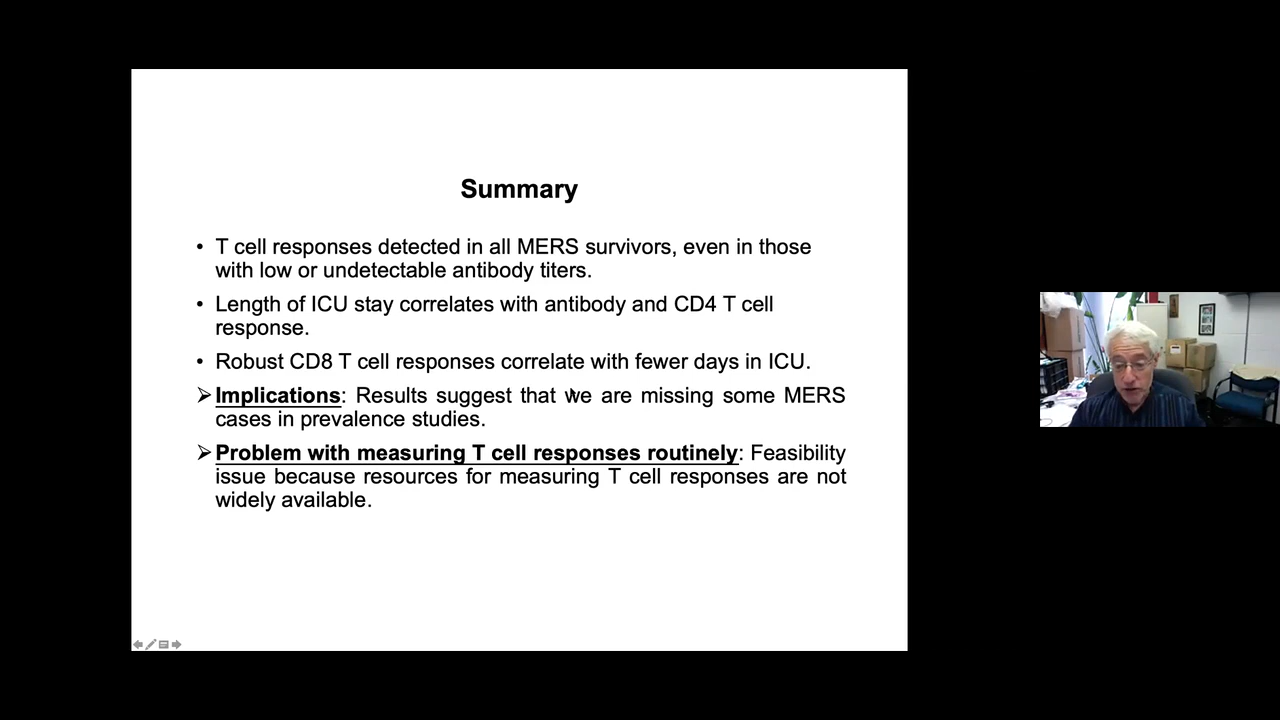 Summary
• T cell responses detected in all MERS survivors, even in those
with low or undetectable antibody titers.
• Length of ICU stay correlates with antibody and CD4 T cell
response.
• Robust CD8 T cell responses correlate with fewer days in ICU.
➢Implications: Results suggest that we are missing some MERS
cases in prevalence studies.
➢Problem with measuring T cell responses routinely: Feasibility
issue because resources for measuring T cell responses are not
widely available.